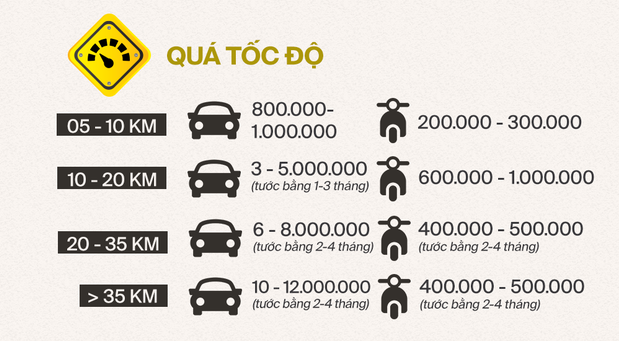 QUÁ TỐC ĐỘ
05 - 10 KM
800.000-
1.000.000
200.000 - 300.000
10 - 20 KM
3 - 5.000.000
(tước bằng 1-3 tháng)
600.000 - 1.000.000
20 - 35 KM
6 - 8.000.000
(tước bằng 2-4 tháng)
400.000 - 500.000
(tước bằng 2-4 tháng)
> 35 KM
10 - 12.000.000
(tước bằng 2-4 tháng)
400.000 - 500.000
(tước bằng 2-4 tháng)